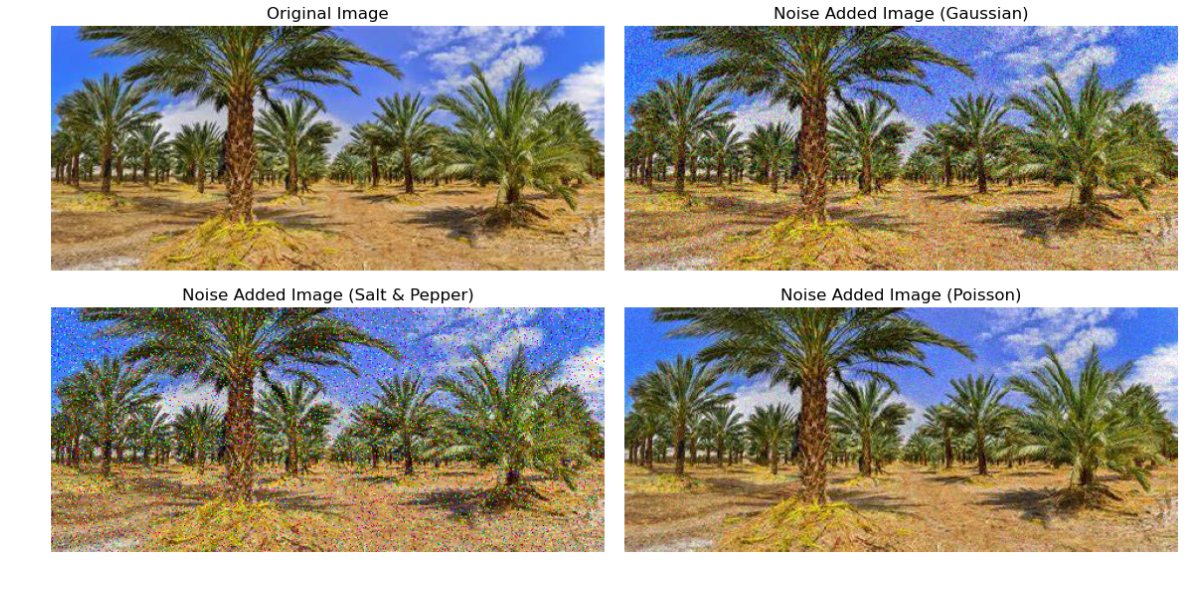 Original Image
Noise Added Image (Gaussian)
Noise Added Image (Salt & Pepper)
Noise Added Image (Poisson)